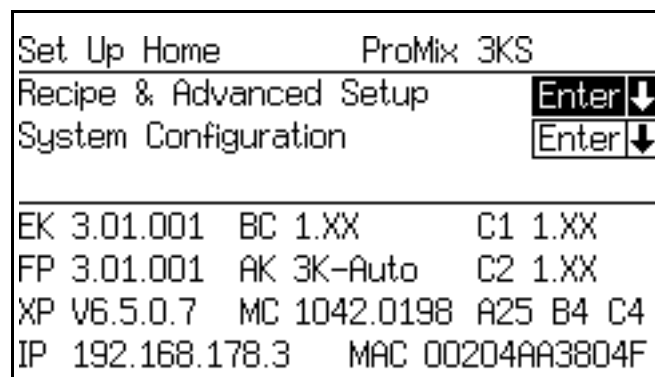 Set Up Home ProMix 3KS
Recipe & Advanced Setup Enter
System Configuration Enter
EK 3.01.001 BC 1.XX C1 1.XX
FP 3.01.001 AK 3K-Auto C2 1.XX
XP V6.5.0.7 MC 1042.0198 A25 B4 C4
IP 192.168.178.3 MAC 00204AA3804F